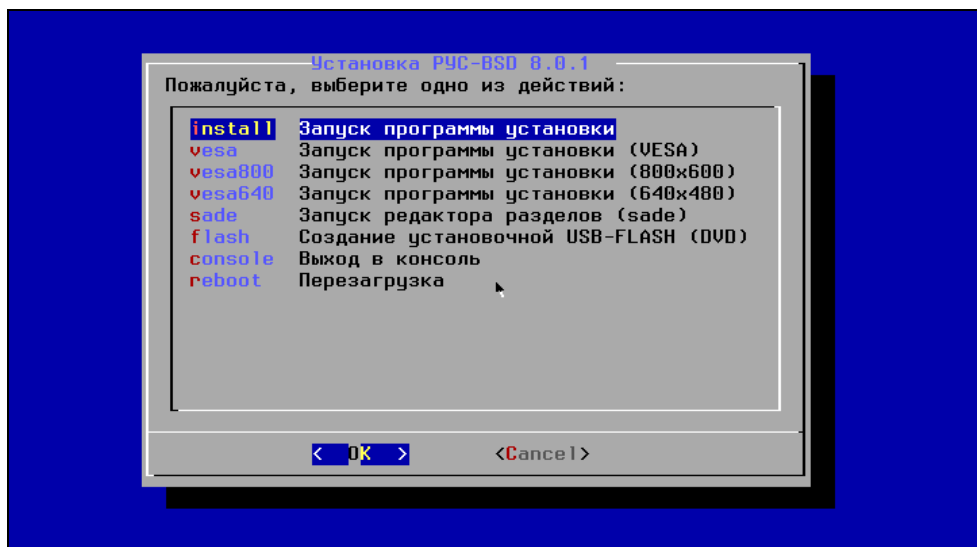 Установка РУС-BSD 8.0.1
Пожалуйста, выберите одно из действий:
install Запуск программы установки
vesa Запуск программы установки (VESA)
vesa800 Запуск программы установки (800x600)
vesa640 Запуск программы установки (640x480)
sade Запуск редактора разделов (sade)
flash Создание установочной USB-FLASH (DVD)
console Выход в консоль
reboot Перезагрузка
< OK > <Cancel>